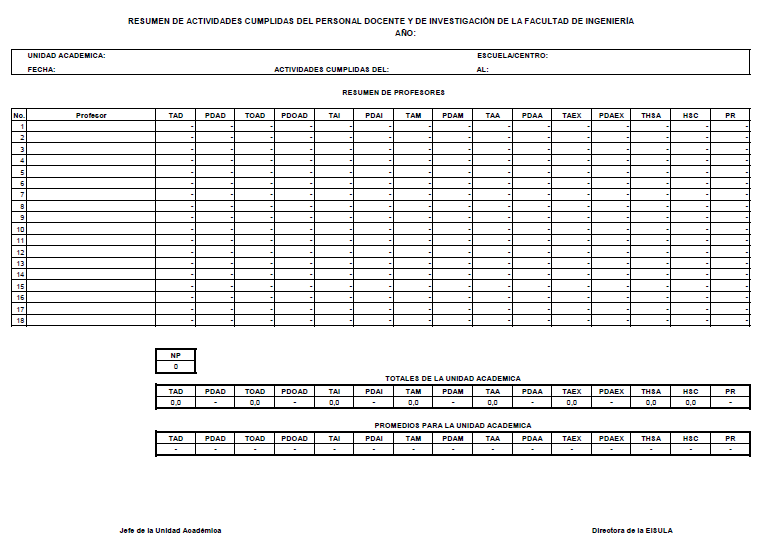 RESUMEN DE ACTIVIDADES CUMPLIDAS DEL PERSONAL DOCENTE Y DE INVESTIGACIÓN DE LA FACULTAD DE INGENIERÍA
AÑO:
UNIDAD ACADEMICA: ESCUELA/CENTRO:
FECHA: ACTIVIDADES CUMPLIDAS DEL: AL:
RESUMEN DE PROFESORES
No. Profesor TAD PDAD TOAD PDOAD TAI PDAI TAM PDAM TAA PDAA TAEX PDAEX THSA HSC PR
1 - - - - - - - - - - - - - - -
2 - - - - - - - - - - - - - - -
3 - - - - - - - - - - - - - - -
4 - - - - - - - - - - - - - - -
5 - - - - - - - - - - - - - - -
6 - - - - - - - - - - - - - - -
7 - - - - - - - - - - - - - - -
8 - - - - - - - - - - - - - - -
9 - - - - - - - - - - - - - - -
10 - - - - - - - - - - - - - - -
11 - - - - - - - - - - - - - - -
12 - - - - - - - - - - - - - - -
13 - - - - - - - - - - - - - - -
14 - - - - - - - - - - - - - - -
15 - - - - - - - - - - - - - - -
16 - - - - - - - - - - - - - - -
17 - - - - - - - - - - - - - - -
18 - - - - - - - - - - - - - - -
NP
0
TOTALES DE LA UNIDAD ACADEMICA
TAD PDAD TOAD PDOAD TAI PDAI TAM PDAM TAA PDAA TAEX PDAEX THSA HSC PR
0,0 - 0,0 - 0,0 - 0,0 - 0,0 - 0,0 - 0,0 0,0 -
PROMEDIOS PARA LA UNIDAD ACADEMICA
TAD PDAD TOAD PDOAD TAI PDAI TAM PDAM TAA PDAA TAEX PDAEX THSA HSC PR
- - - - - - - - - - - - - - -
Jefe de la Unidad Académica Directora de la EISULA